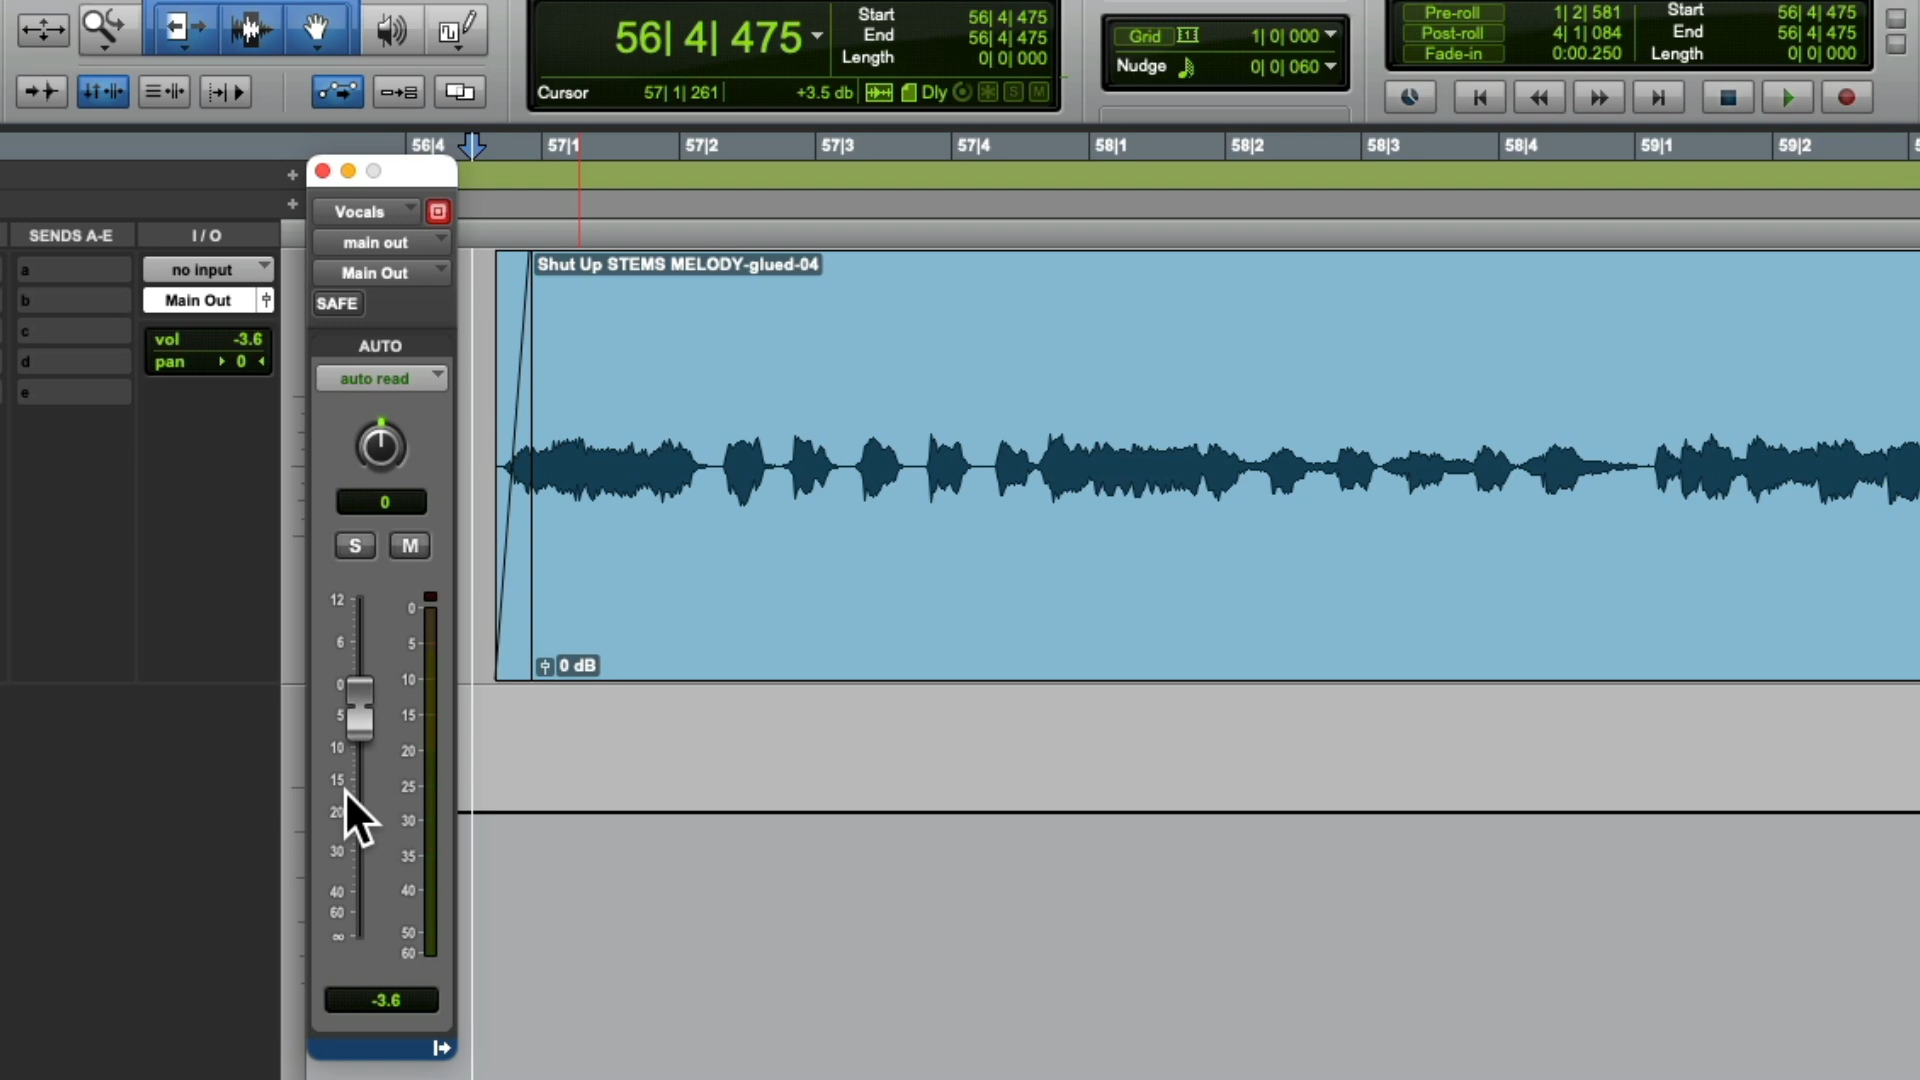 56| 4| 475
Start 56| 4| 475
End 56| 4| 475
Length 0| 0| 000
Cursor 57| 1| 261 +3.5 db Dly S M
Grid 1| 0| 000
Nudge 0| 0| 060
Pre-roll 1| 2| 581
Post-roll 4| 1| 084
Fade-in 0:00.250
Start 56| 4| 475
End 56| 4| 475
Length 0| 0| 000
56|4 57|1 57|2 57|3 57|4 58|1 58|2 58|3 58|4 59|1 59|2
SENDS A-E
a
b
c
d
e
I / O
no input
Main Out
vol -3.6
pan 0
Vocals
main out
Main Out
SAFE
AUTO
auto read
0
S M
12
6
0
5
10
15
20
30
40
60
∞
0
5
10
15
20
25
30
35
40
50
60
-3.6
Shut Up STEMS MELODY-glued-04
0 dB